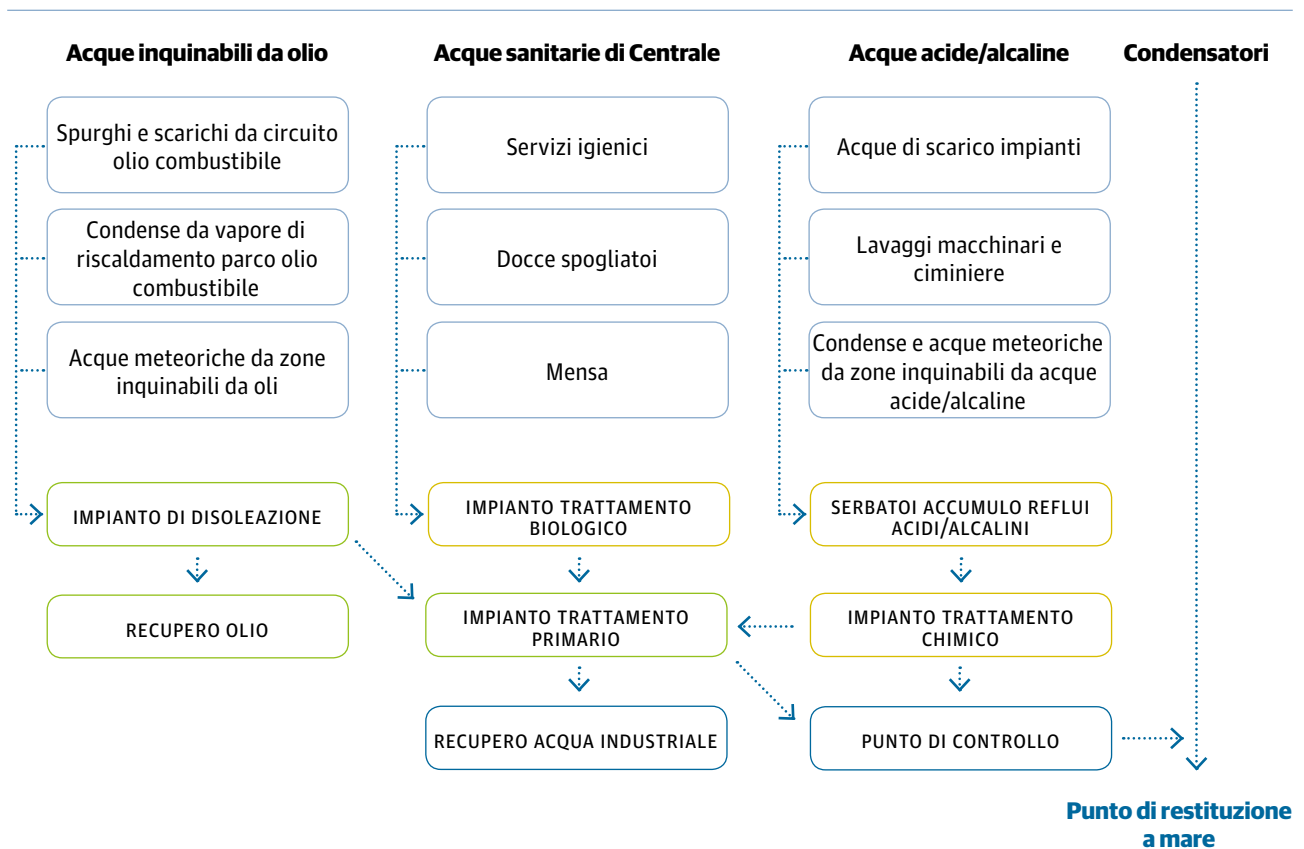 Acque inquinabili da olio
Acque sanitarie di Centrale
Acque acide/alcaline
Condensatori
Spurghi e scarichi da circuito
olio combustibile
Servizi igienici
Acque di scarico impianti
Condense da vapore di
riscaldamento parco olio
combustibile
Docce spogliatoi
Lavaggi macchinari e
ciminiere
Acque meteoriche da zone
inquinabili da oli
Mensa
Condense e acque meteoriche
da zone inquinabili da acque
acide/alcaline
IMPIANTO DI DISOLEAZIONE
IMPIANTO TRATTAMENTO
BIOLOGICO
SERBATOI ACCUMULO REFLUI
ACIDI/ALCALINI
RECUPERO OLIO
IMPIANTO TRATTAMENTO
PRIMARIO
IMPIANTO TRATTAMENTO
CHIMICO
RECUPERO ACQUA INDUSTRIALE
PUNTO DI CONTROLLO
Punto di restituzione
a mare